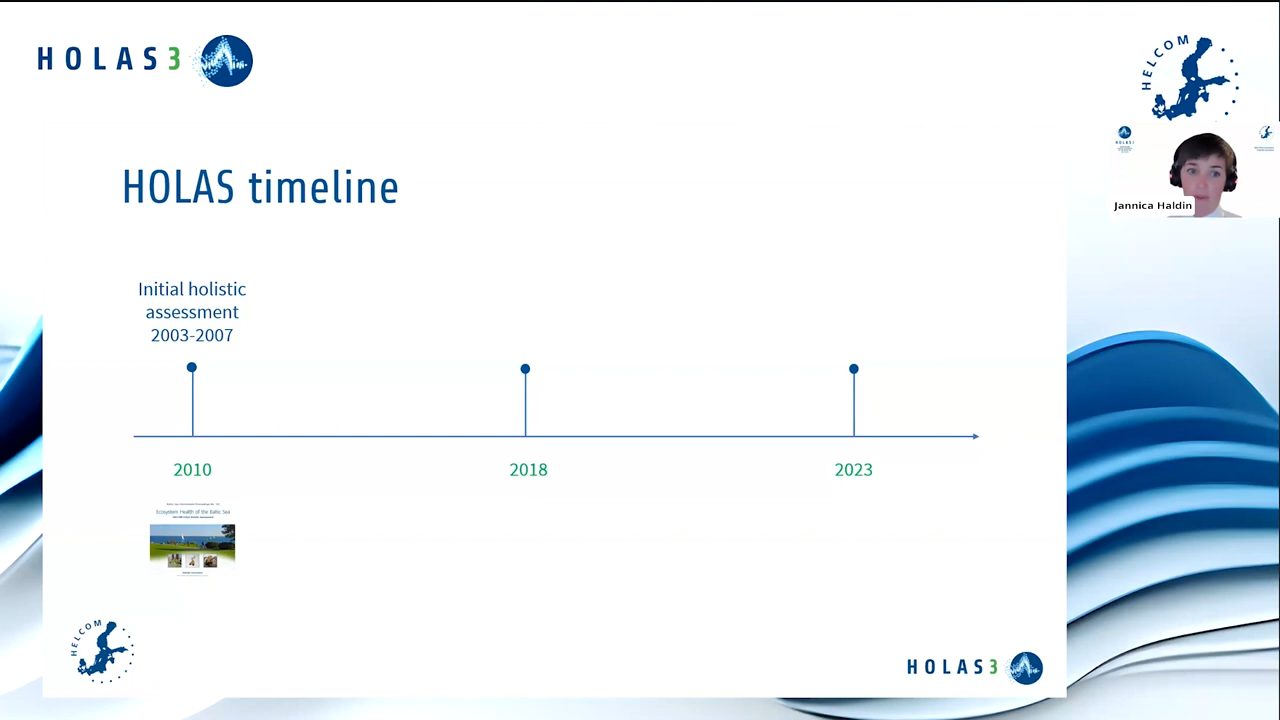 HOLAS3
HELCOM
Jannica Haldin
HOLAS timeline
Initial holistic
assessment
2003-2007
2010
2018
2023
Ecosystem Health of the Baltic Sea
HELCOM
HOLAS3